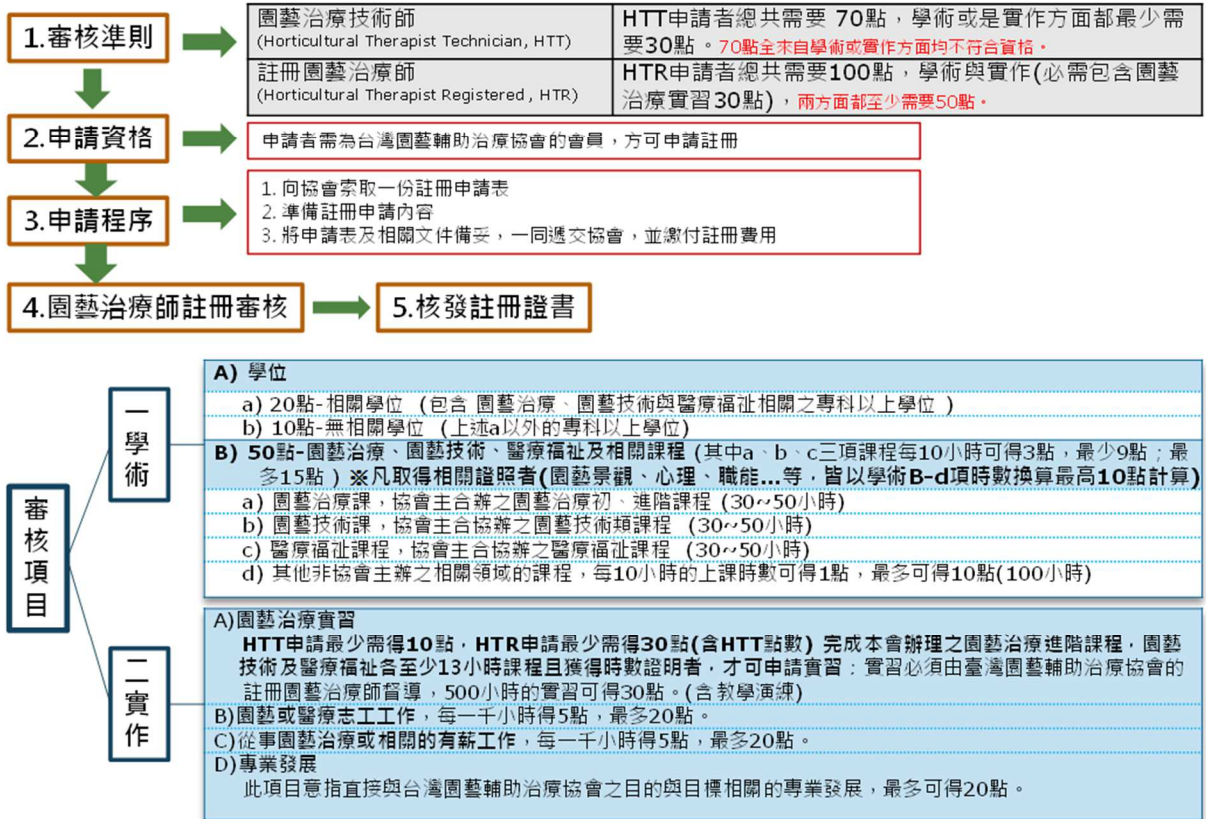 1.審核準則
園藝治療技術師
(Horticultural Therapist Technician, HTT)
HTT申請者總共需要 70點，學術或是實作方面都最少需
要30點。70點全來自學術或實作方面均不符合資格。
註冊園藝治療師
(Horticultural Therapist Registered , HTR)
HTR申請者總共需要100點，學術與實作(必需包含園藝
治療實習30點)，兩方面都至少需要50點。
2.申請資格
申請者需為台灣園藝輔助治療協會的會員，方可申請註冊
3.申請程序
1. 向協會索取一份註冊申請表
2. 準備註冊申請內容
3. 將申請表及相關文件備妥，一同遞交協會，並繳付註冊費用
4.園藝治療師註冊審核
5.核發註冊證書
審核項目
一學術
A) 學位
a) 20點-相關學位 (包含 園藝治療、園藝技術與醫療福祉相關之專科以上學位 )
b) 10點-無相關學位 (上述a以外的專科以上學位)
B) 50點-園藝治療、園藝技術、醫療福祉及相關課程 (其中a、b、c三項課程每10小時可得3點，最少9點；最
多15點 ) ※凡取得相關證照者(園藝景觀、心理、職能...等，皆以學術B-d項時數換算最高10點計算)
a) 園藝治療課，協會主合辦之園藝治療初、進階課程 (30~50小時)
b) 園藝技術課，協會主合協辦之園藝技術類課程 (30~50小時)
c) 醫療福祉課程，協會主合協辦之醫療福祉課程 (30~50小時)
d) 其他非協會主辦之相關領域的課程，每10小時的上課時數可得1點，最多可得10點(100小時)
二實作
A)園藝治療實習
HTT申請最少需得10點，HTR申請最少需得30點(含HTT點數) 完成本會辦理之園藝治療進階課程，園藝
技術及醫療福祉各至少13小時課程且獲得時數證明者，才可申請實習：實習必須由臺灣園藝輔助治療協會的
註冊園藝治療師督導，500小時的實習可得30點。(含教學演練)
B)園藝或醫療志工工作，每一千小時得5點，最多20點。
C)從事園藝治療或相關的有薪工作，每一千小時得5點，最多20點。
D)專業發展
此項目意指直接與台灣園藝輔助治療協會之目的與目標相關的專業發展，最多可得20點。